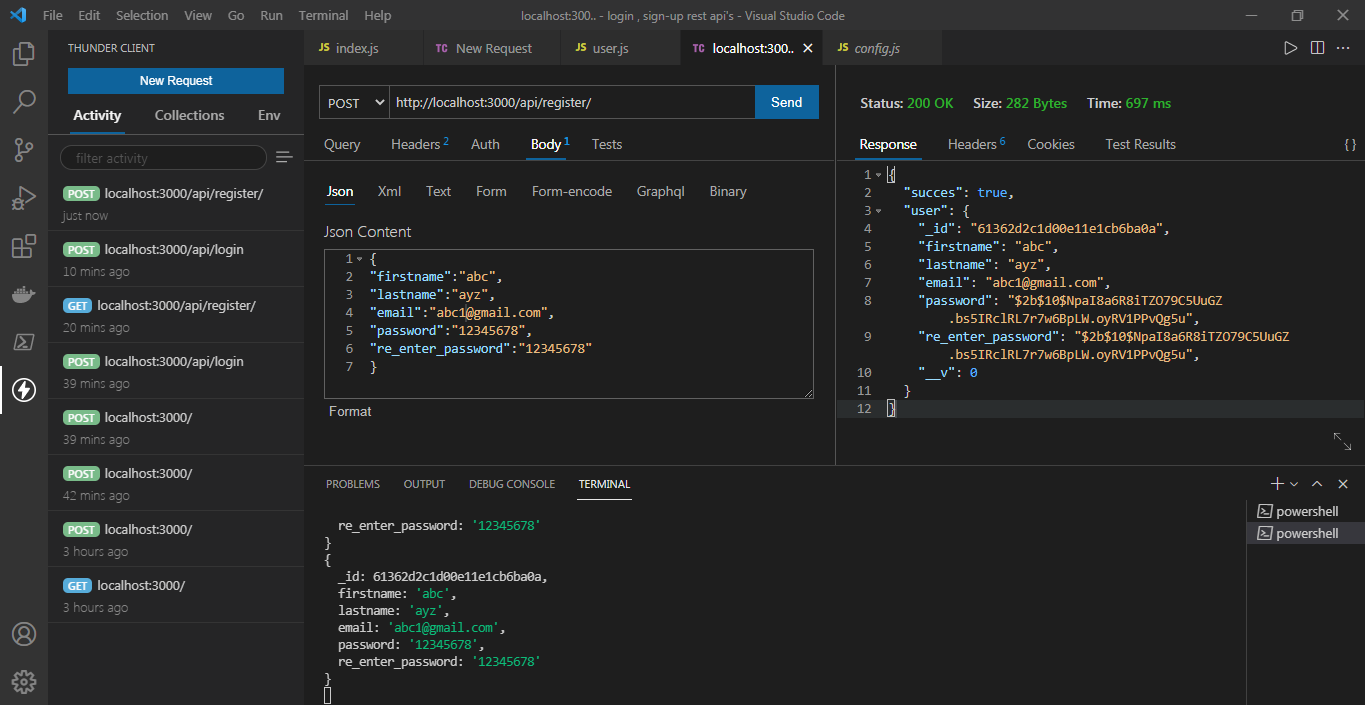 File Edit Selection View Go Run Terminal Help
localhost:300.. - login , sign-up rest api's - Visual Studio Code
THUNDER CLIENT
New Request
Activity Collections Env
filter activity
POST localhost:3000/api/register/
just now
POST localhost:3000/api/login
10 mins ago
GET localhost:3000/api/register/
20 mins ago
POST localhost:3000/api/login
39 mins ago
POST localhost:3000/
39 mins ago
POST localhost:3000/
42 mins ago
POST localhost:3000/
3 hours ago
GET localhost:3000/
3 hours ago
JS index.js TC New Request JS user.js TC localhost:300.. JS config.js
POST http://localhost:3000/api/register/ Send
Query Headers 2 Auth Body 1 Tests
Json Xml Text Form Form-encode Graphql Binary
Json Content
1 {
2 "firstname":"abc",
3 "lastname":"ayz",
4 "email":"abc1@gmail.com",
5 "password":"12345678",
6 "re_enter_password":"12345678"
7 }
Format
Status: 200 OK Size: 282 Bytes Time: 697 ms
Response Headers 6 Cookies Test Results {}
1 {
2 "succes": true,
3 "user": {
4 "_id": "61362d2c1d00e11e1cb6ba0a",
5 "firstname": "abc",
6 "lastname": "ayz",
7 "email": "abc1@gmail.com",
8 "password": "$2b$10$NpaI8a6R8iTZO79C5UuGZ
.bs5IRclRL7r7w6BpLW.oyRV1PPvQg5u",
9 "re_enter_password": "$2b$10$NpaI8a6R8iTZO79C5UuGZ
.bs5IRclRL7r7w6BpLW.oyRV1PPvQg5u",
10 "__v": 0
11 }
12 }
PROBLEMS OUTPUT DEBUG CONSOLE TERMINAL
re_enter_password: '12345678'
}
{
_id: 61362d2c1d00e11e1cb6ba0a,
firstname: 'abc',
lastname: 'ayz',
email: 'abc1@gmail.com',
password: '12345678',
re_enter_password: '12345678'
}
powershell
powershell